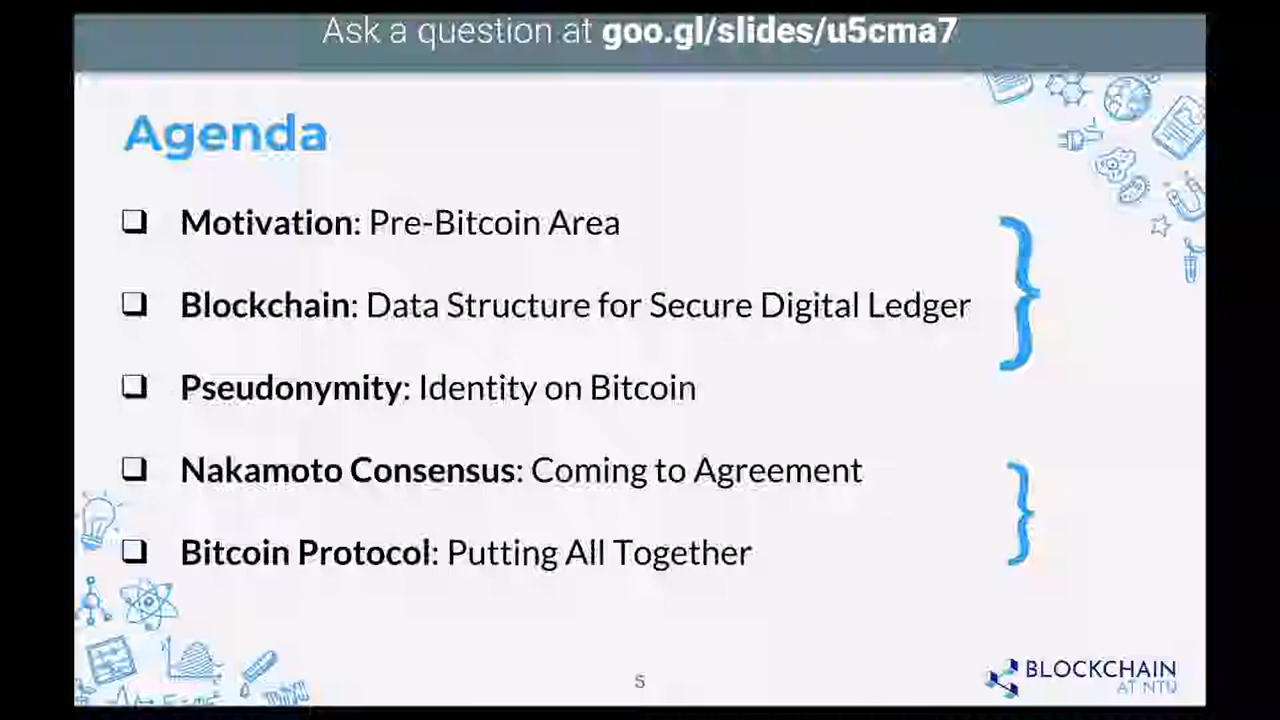 Ask a question at goo.gl/slides/u5cma7
Agenda
❑ Motivation: Pre-Bitcoin Area
❑ Blockchain: Data Structure for Secure Digital Ledger
❑ Pseudonymity: Identity on Bitcoin
❑ Nakamoto Consensus: Coming to Agreement
❑ Bitcoin Protocol: Putting All Together
5
BLOCKCHAIN
AT NTU